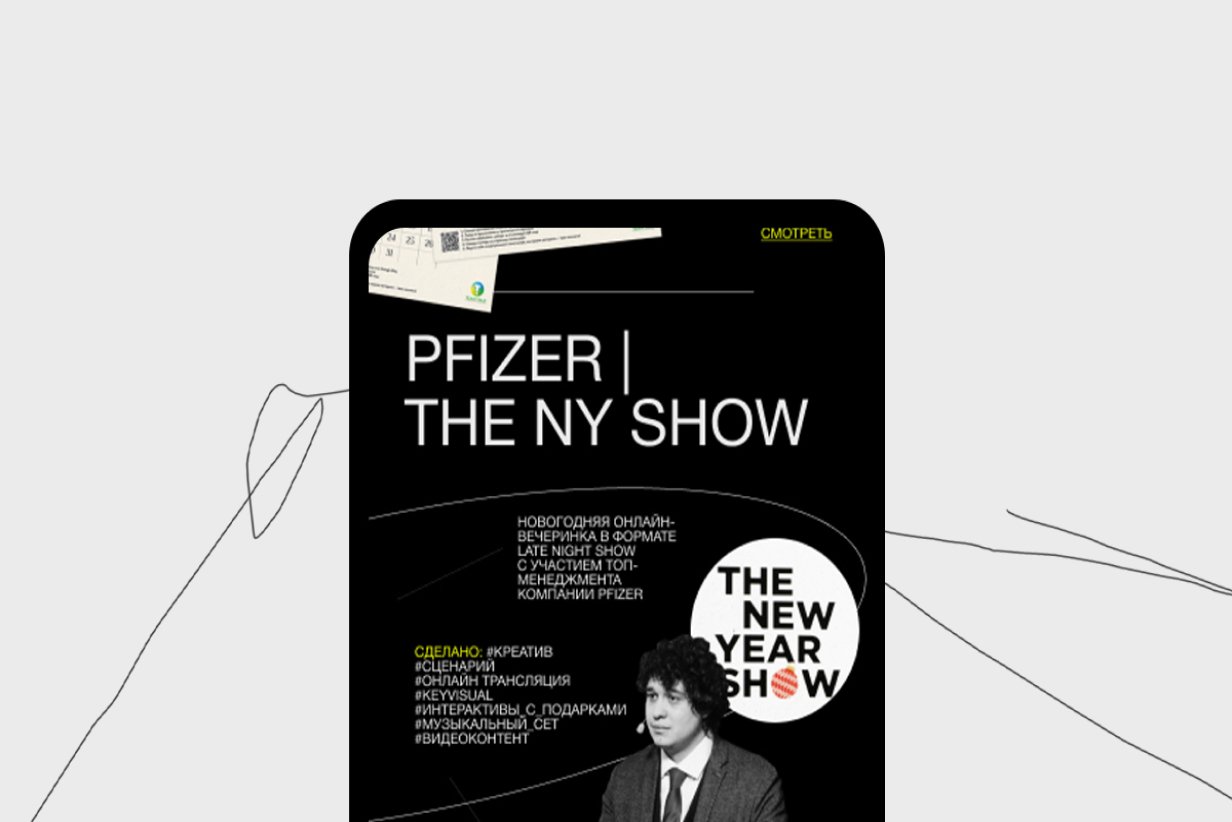 24 25 26
31
СМОТРЕТЬ
PFIZER |
THE NY SHOW
НОВОГОДНЯЯ ОНЛАЙН-
ВЕЧЕРИНКА В ФОРМАТЕ
LATE NIGHT SHOW
С УЧАСТИЕМ ТОП-
МЕНЕДЖМЕНТА
КОМПАНИИ PFIZER
THE
NEW
YEAR
SHOW
СДЕЛАНО: #КРЕАТИВ
#СЦЕНАРИЙ
#ОНЛАЙН ТРАНСЛЯЦИЯ
#KEYVISUAL
#ИНТЕРАКТИВЫ_С_ПОДАРКАМИ
#МУЗЫКАЛЬНЫЙ_СЕТ
#ВИДЕОКОНТЕНТ